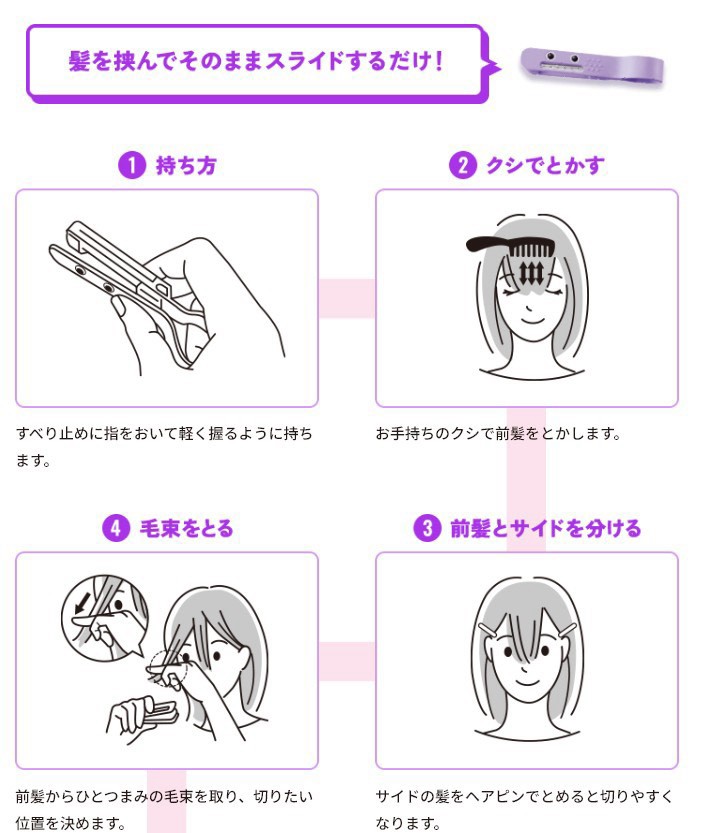 髪を挟んでそのままスライドするだけ!
1 持ち方
すべり止めに指をおいて軽く握るように持ち
ます。
2 クシでとかす
お手持ちのクシで前髪をとかします。
3 前髪とサイドを分ける
サイドの髪をヘアピンでとめると切りやすく
なります。
4 毛束をとる
前髪からひとつまみの毛束を取り、切りたい
位置を決めます。